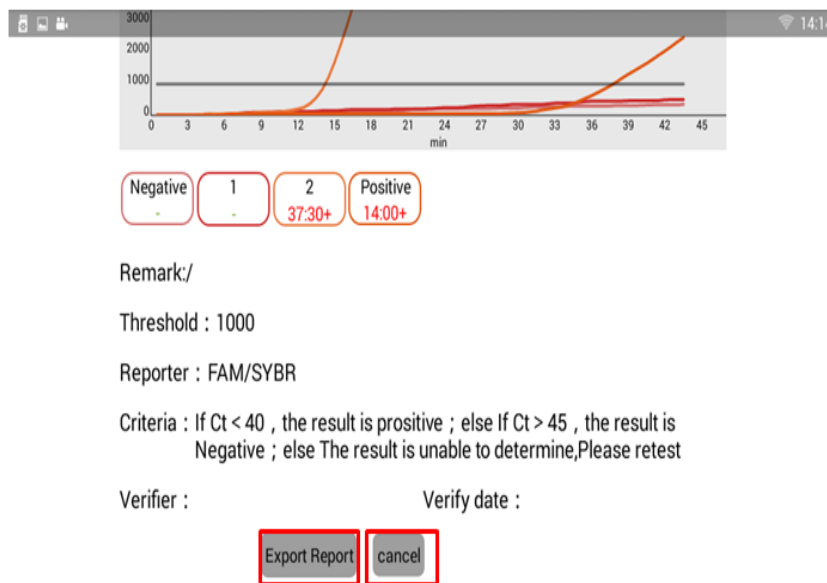 14:14
3000
2000
1000
0
0 3 6 9 12 15 18 21 24 27 30 33 36 39 42 45
min
Negative 1 2 Positive
- - 37:30+ 14:00+
Remark:/
Threshold : 1000
Reporter : FAM/SYBR
Criteria : If Ct < 40 , the result is prositive ; else If Ct > 45 , the result is
Negative ; else The result is unable to determine,Please retest
Verifier : Verify date :
Export Report cancel